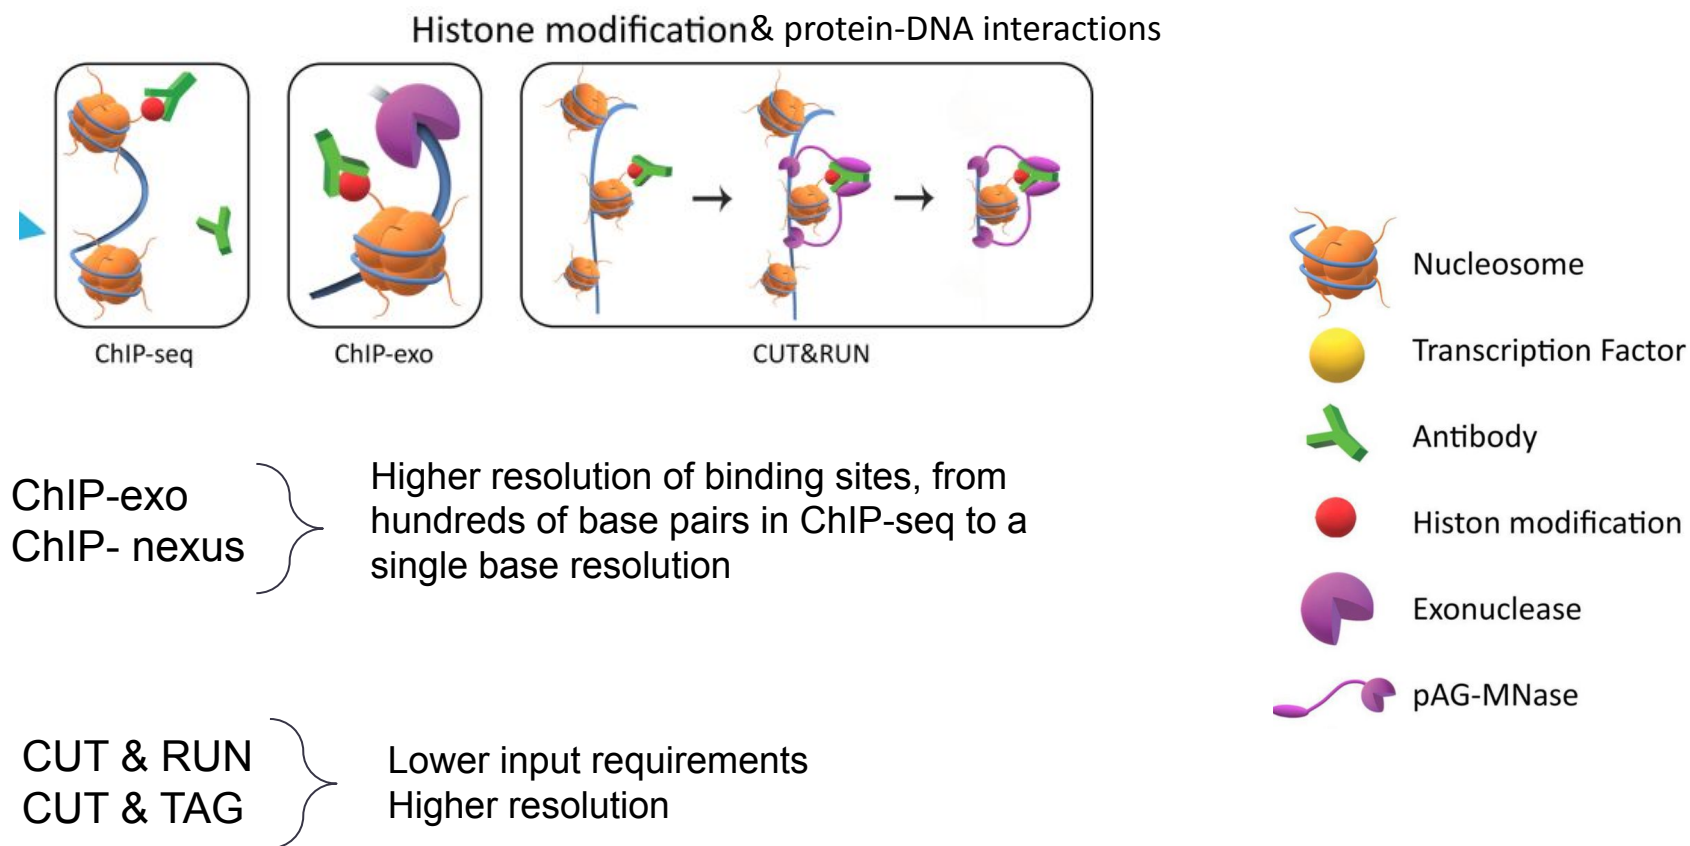 Histone modification & protein-DNA interactions
ChIP-seq
ChIP-exo
CUT&RUN
Nucleosome
Transcription Factor
Antibody
Histon modification
Exonuclease
pAG-MNase
ChIP-exo
ChIP- nexus
Higher resolution of binding sites, from
hundreds of base pairs in ChIP-seq to a
single base resolution
CUT & RUN
CUT & TAG
Lower input requirements
Higher resolution